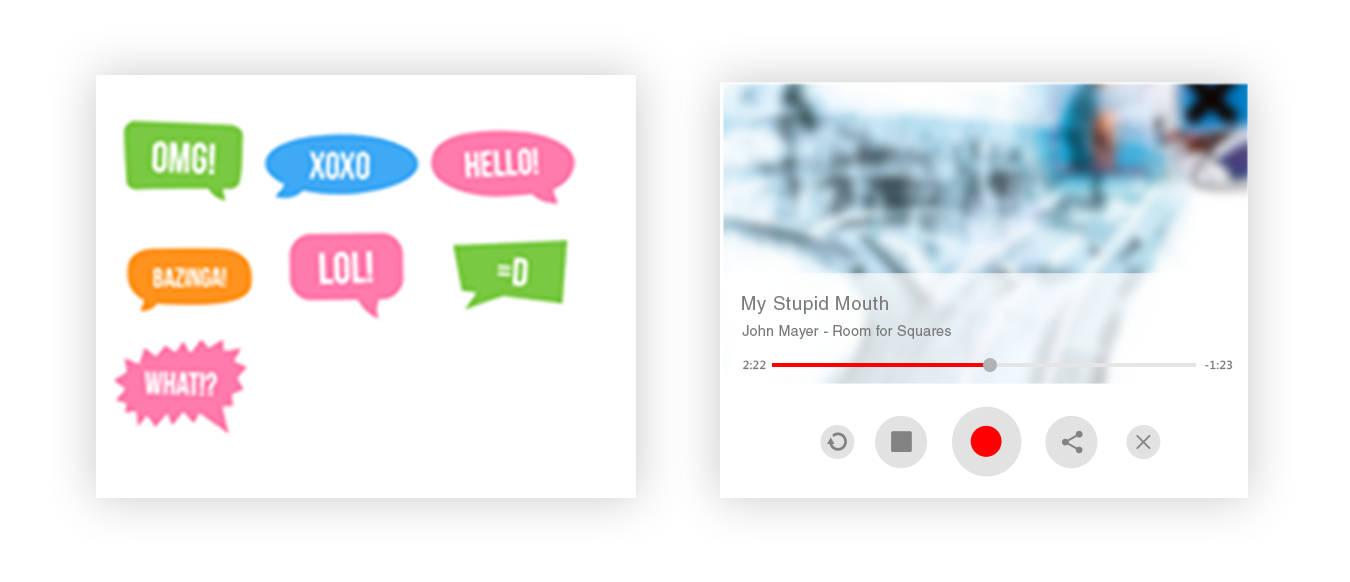 OMG!
XOXO
HELLO!
BAZINGA!
LOL!
=D
WHAT!?
My Stupid Mouth
John Mayer - Room for Squares
2:22
-1:23